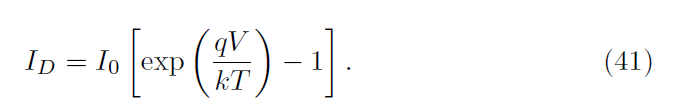 I_D = I_0 [exp(qV/kT) − 1]. (41)